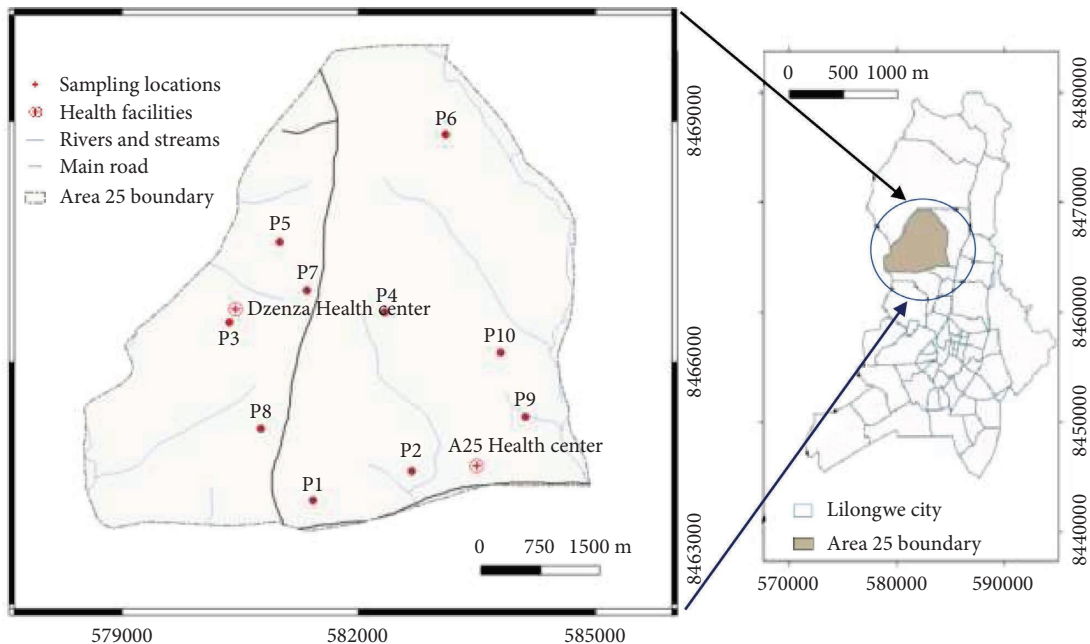 Sampling locations
Health facilities
Rivers and streams
Main road
Area 25 boundary
P6
P5
P7
P4
Dzenza Health center
P3
P10
P9
P8
A25 Health center
P2
P1
0 750 1500 m
579000 582000 585000
8469000
8466000
8463000
0 500 1000 m
8480000
8470000
8460000
8450000
8440000
Lilongwe city
Area 25 boundary
570000 580000 590000